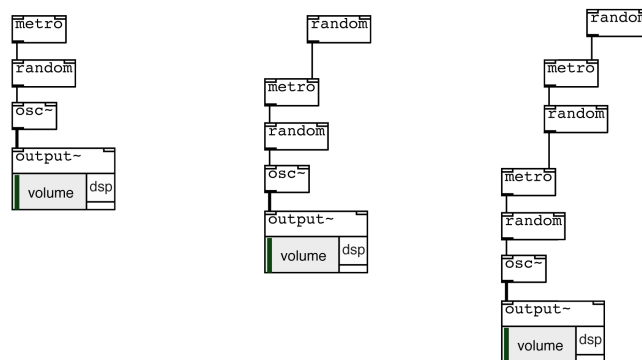 metro
random
osc~
output~
volume
dsp
random
metro
random
osc~
output~
volume
dsp
random
metro
random
metro
random
osc~
output~
volume
dsp